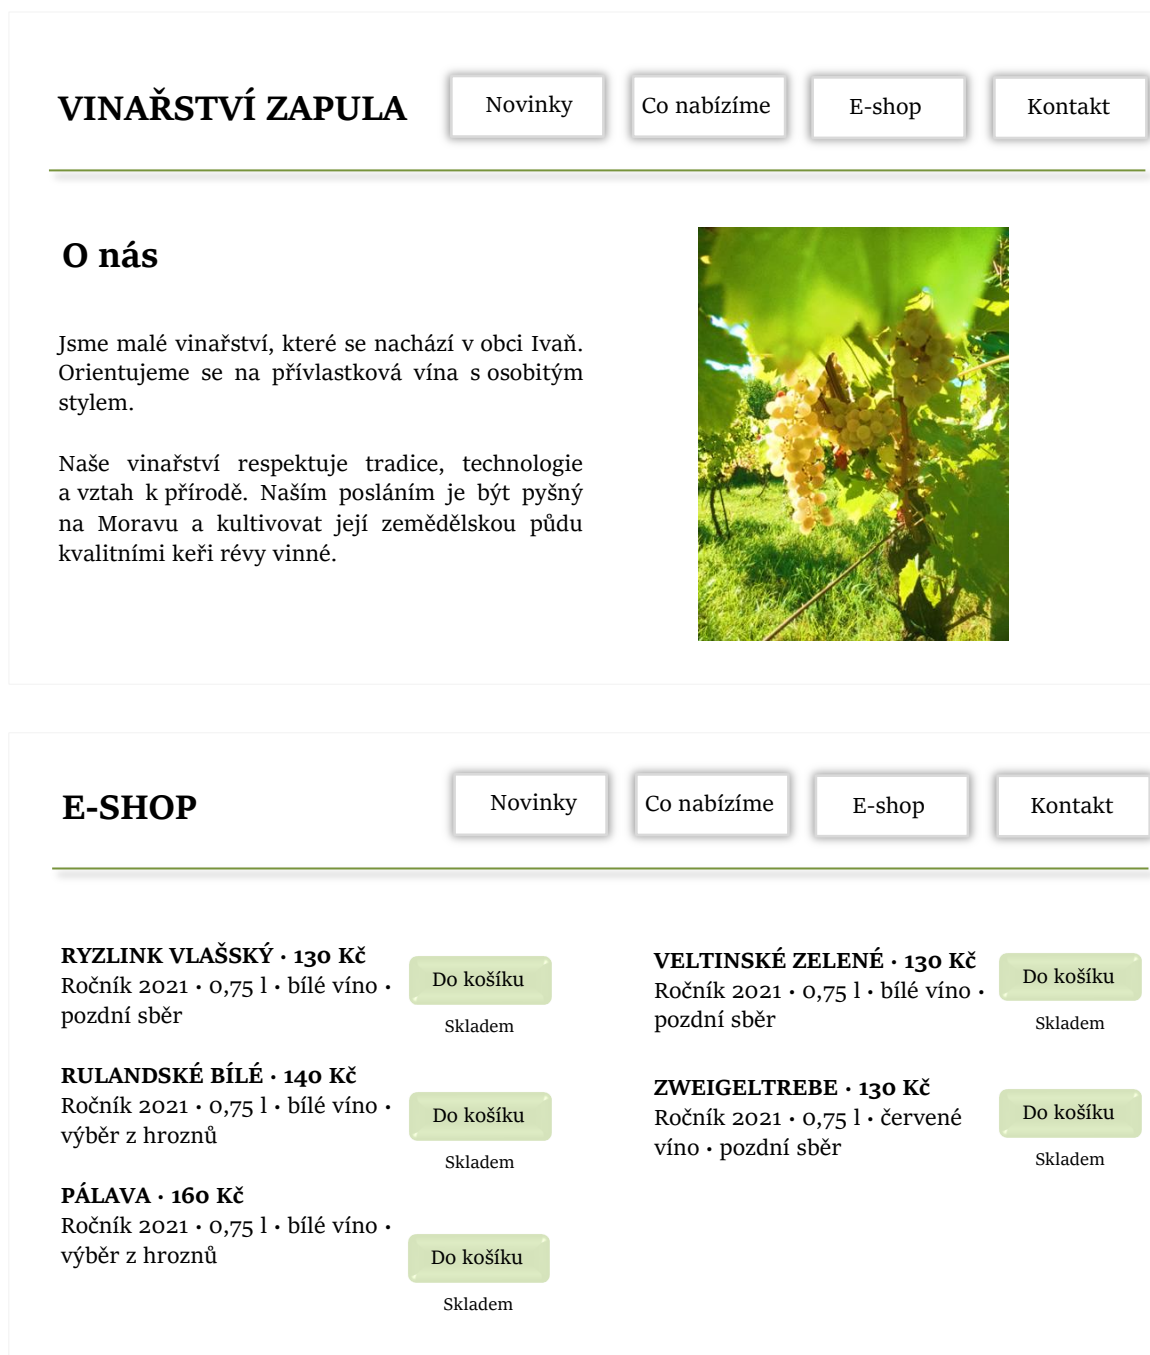 VINAŘSTVÍ ZAPULA
Novinky
Co nabízíme
E-shop
Kontakt
O nás
Jsme malé vinařství, které se nachází v obci Ivaň.
Orientujeme se na přívlastková vína s osobitým
stylem.
Naše vinařství respektuje tradice, technologie
a vztah k přírodě. Naším posláním je být pyšný
na Moravu a kultivovat její zemědělskou půdu
kvalitními keři révy vinné.
E-SHOP
Novinky
Co nabízíme
E-shop
Kontakt
RYZLINK VLAŠSKÝ · 130 Kč
Ročník 2021 · 0,75 l · bílé víno ·
pozdní sběr
Do košíku
Skladem
RULANDSKÉ BÍLÉ · 140 Kč
Ročník 2021 · 0,75 l · bílé víno ·
výběr z hroznů
Do košíku
Skladem
PÁLAVA · 160 Kč
Ročník 2021 · 0,75 l · bílé víno ·
výběr z hroznů
Do košíku
Skladem
VELTINSKÉ ZELENÉ · 130 Kč
Ročník 2021 · 0,75 l · bílé víno ·
pozdní sběr
Do košíku
Skladem
ZWEIGELTREBE · 130 Kč
Ročník 2021 · 0,75 l · červené
víno · pozdní sběr
Do košíku
Skladem